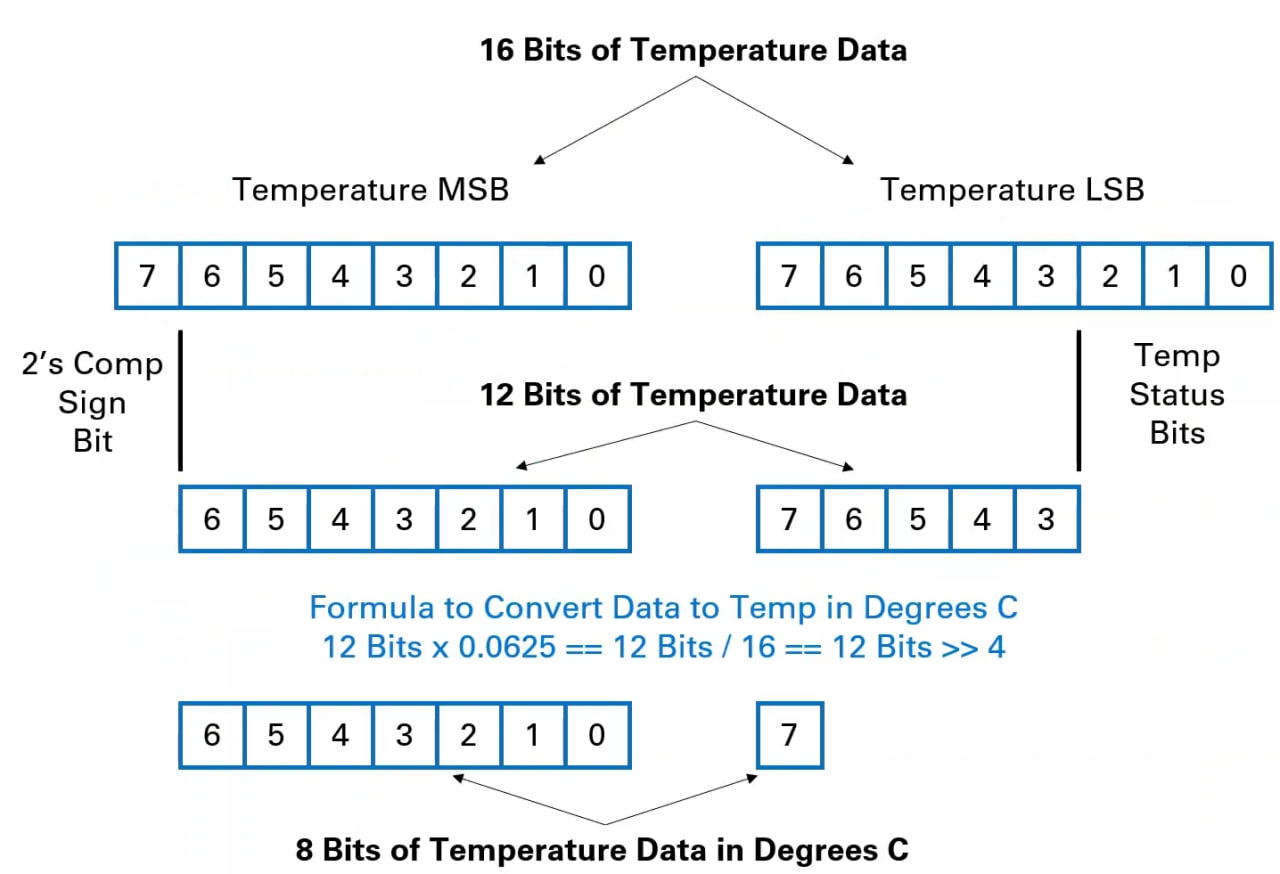 16 Bits of Temperature Data
Temperature MSB
Temperature LSB
7 6 5 4 3 2 1 0
7 6 5 4 3 2 1 0
2’s Comp
Sign
Bit
12 Bits of Temperature Data
Temp
Status
Bits
6 5 4 3 2 1 0
7 6 5 4 3
Formula to Convert Data to Temp in Degrees C
12 Bits x 0.0625 == 12 Bits / 16 == 12 Bits >> 4
6 5 4 3 2 1 0
7
8 Bits of Temperature Data in Degrees C